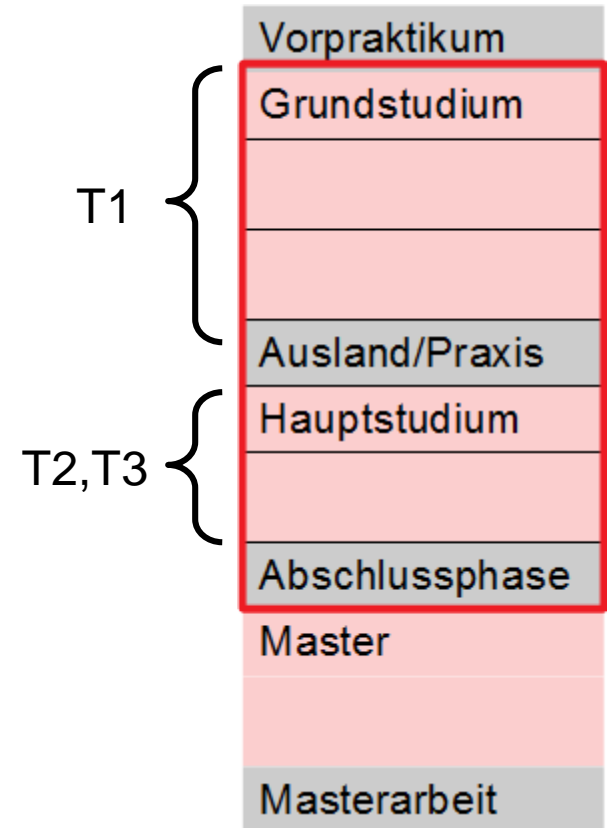 Vorpraktikum
Grundstudium
T1
Ausland/Praxis
Hauptstudium
T2,T3
Abschlussphase
Master
Masterarbeit